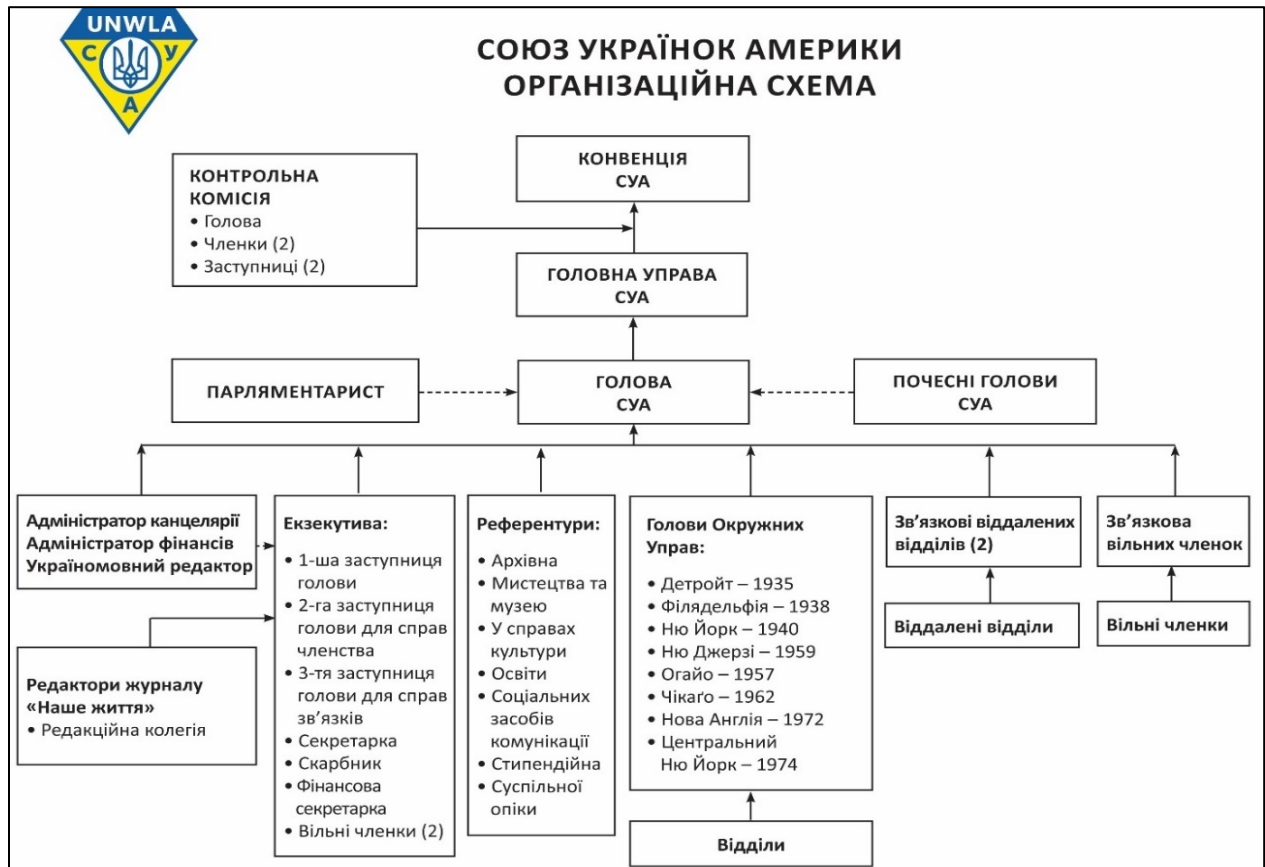 UNWLA
С У
А
СОЮЗ УКРАЇНОК АМЕРИКИ
ОРГАНІЗАЦІЙНА СХЕМА
КОНВЕНЦІЯ
СУА
КОНТРОЛЬНА
КОМІСІЯ
• Голова
• Членки (2)
• Заступниці (2)
ГОЛОВНА УПРАВА
СУА
ПАРЛЯМЕНТАРИСТ
ГОЛОВА
СУА
ПОЧЕСНІ ГОЛОВИ
СУА
Адміністратор канцелярії
Адміністратор фінансів
Україномовний редактор
Редактори журналу
«Наше життя»
• Редакційна колегія
Екзекутива:
• 1-ша заступниця
голови
• 2-га заступниця
голови для справ
членства
• 3-тя заступниця
голови для справ
зв’язків
• Секретарка
• Скарбник
• Фінансова
секретарка
• Вільні членки (2)
Референтури:
• Архівна
• Мистецтва та
музею
• У справах
культури
• Освіти
• Соціальних
засобів
комунікації
• Стипендійна
• Суспільної
опіки
Голови Окружних
Управ:
• Детройт – 1935
• Філядельфія – 1938
• Ню Йорк – 1940
• Ню Джерзі – 1959
• Огайо – 1957
• Чікаґо – 1962
• Нова Англія – 1972
• Центральний
Ню Йорк – 1974
Відділи
Зв’язкові віддалених
відділів (2)
Віддалені відділи
Зв’язкова
вільних членок
Вільні членки